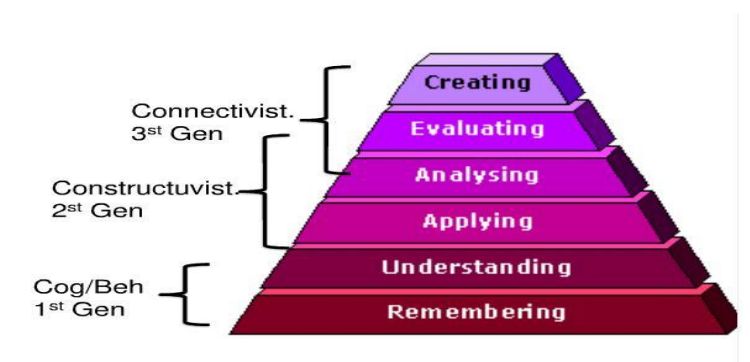 Creating
Connectivist.
3st Gen
Evaluating
Analysing
Constructuvist.
2st Gen
Applying
Understanding
Cog/Beh
1st Gen
Remembering